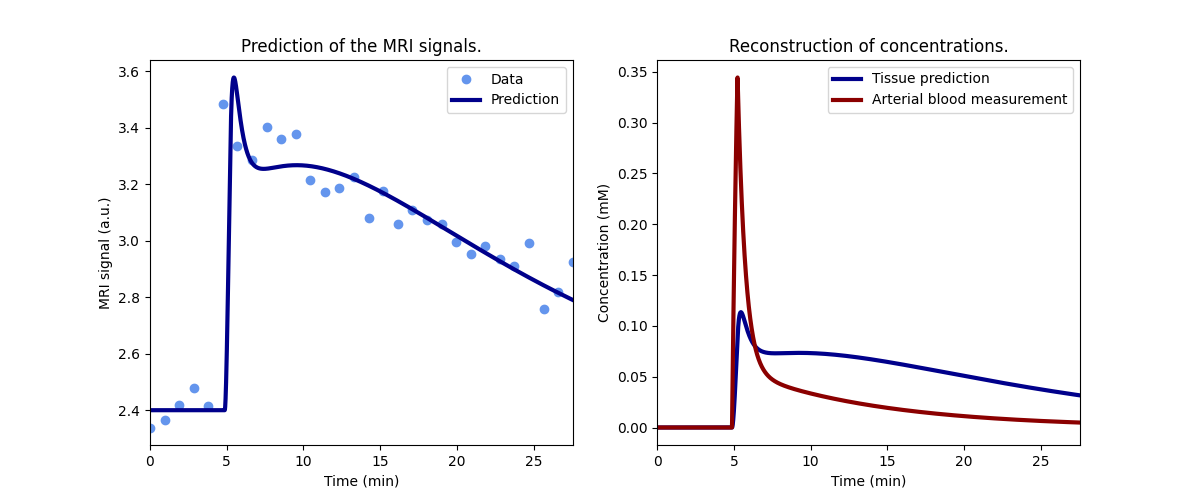 Prediction of the MRI signals.
MRI signal (a.u.)
3.6
3.4
3.2
3.0
2.8
2.6
2.4
0
5
10
15
20
25
Time (min)
Data
Prediction
Reconstruction of concentrations.
Concentration (mM)
0.35
0.30
0.25
0.20
0.15
0.10
0.05
0.00
0
5
10
15
20
25
Time (min)
Tissue prediction
Arterial blood measurement